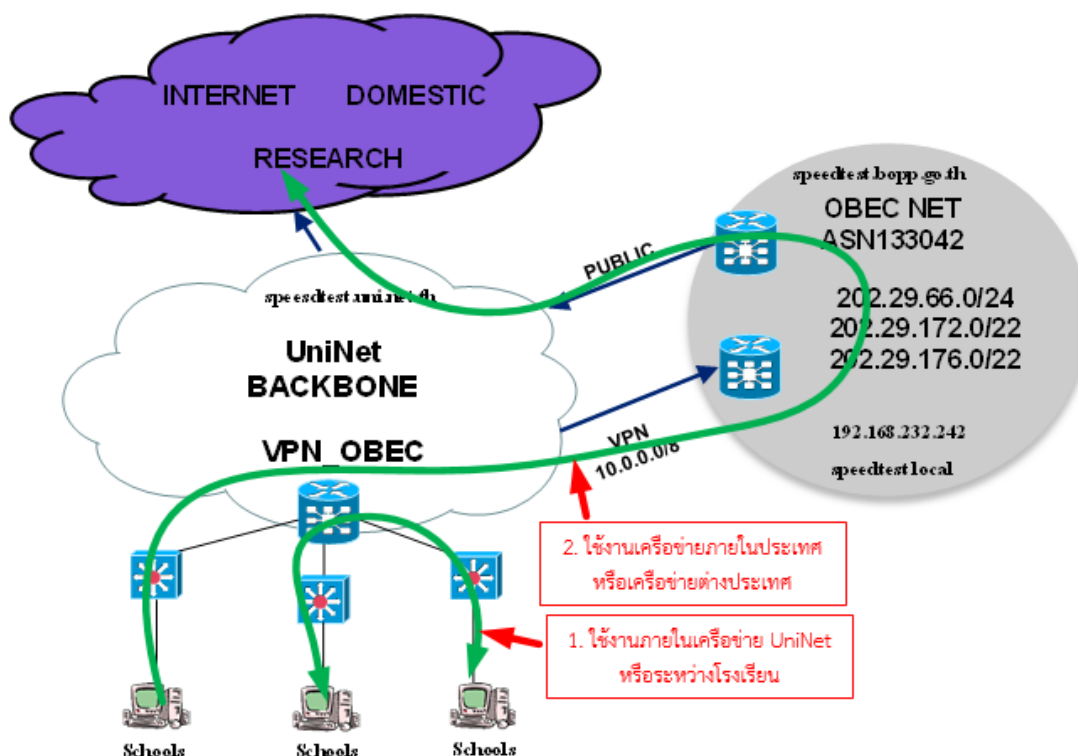 INTERNET DOMESTIC
RESEARCH
speedtest.bopp.go.th
OBEC NET
ASN133042
PUBLIC
speesdtest.uni.net.th
202.29.66.0/24
202.29.172.0/22
202.29.176.0/22
UniNet
BACKBONE
VPN_OBEC
VPN
10.0.0.0/8
192.168.232.242
speedtest.local
2. ใช้งานเครือข่ายภายในประเทศ
หรือเครือข่ายต่างประเทศ
1. ใช้งานภายในเครือข่าย UniNet
หรือระหว่างโรงเรียน
Schools
Schools
Schools